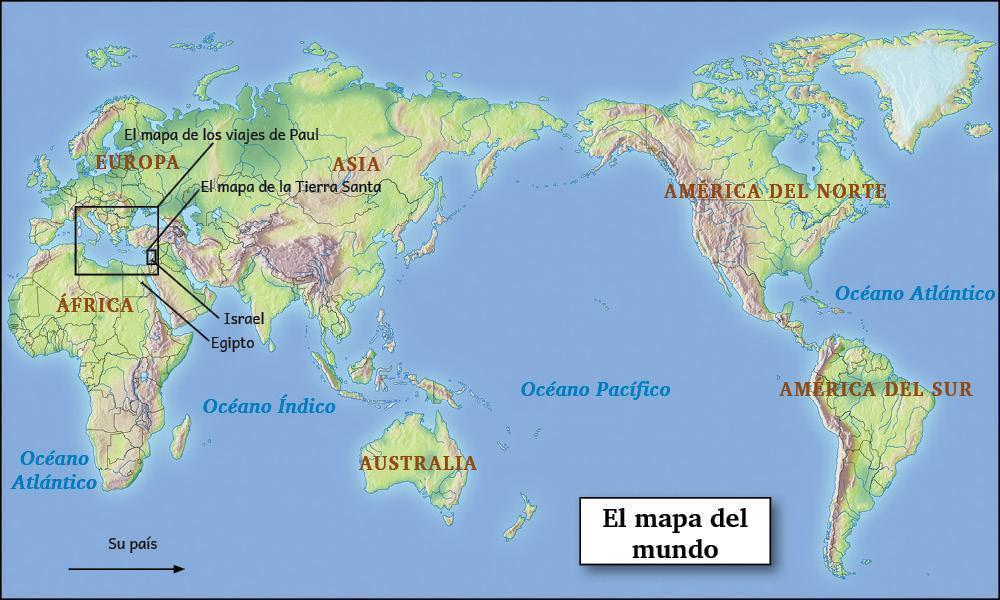 El mapa de los viajes de Paul
EUROPA
ASIA
El mapa de la Tierra Santa
AMÉRICA DEL NORTE
ÁFRICA
Océano Atlántico
Israel
Egipto
Océano Pacífico
AMÉRICA DEL SUR
Océano Índico
AUSTRALIA
Océano
Atlántico
El mapa del
mundo
Su país